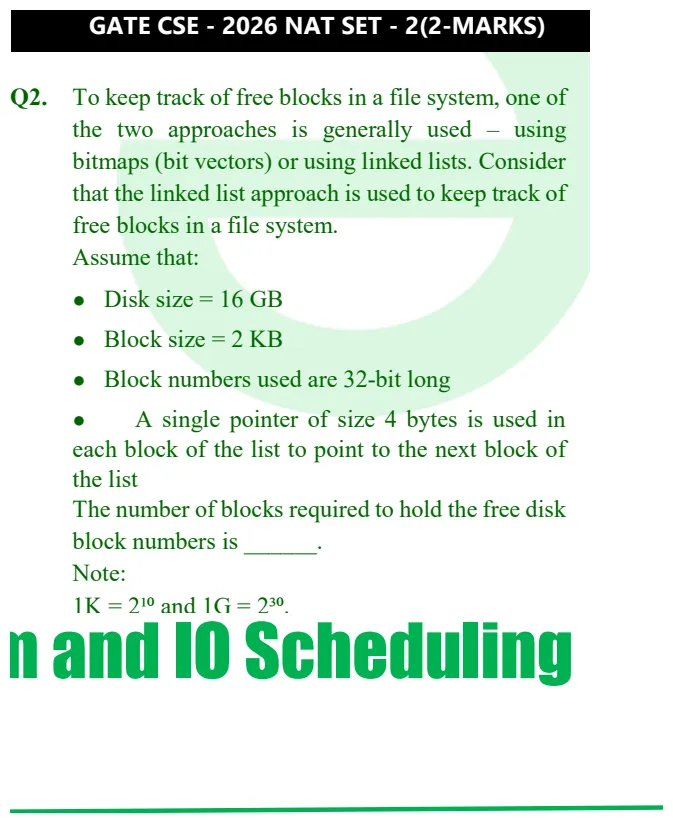 GATE CSE - 2026 NAT SET - 2(2-MARKS)
Q2. To keep track of free blocks in a file system, one of
the two approaches is generally used – using
bitmaps (bit vectors) or using linked lists. Consider
that the linked list approach is used to keep track of
free blocks in a file system.
Assume that:
● Disk size = 16 GB
● Block size = 2 KB
● Block numbers used are 32-bit long
● A single pointer of size 4 bytes is used in
each block of the list to point to the next block of
the list
The number of blocks required to hold the free disk
block numbers is ______.
Note:
1K = 2¹⁰ and 1G = 2³⁰.
and IO Scheduling